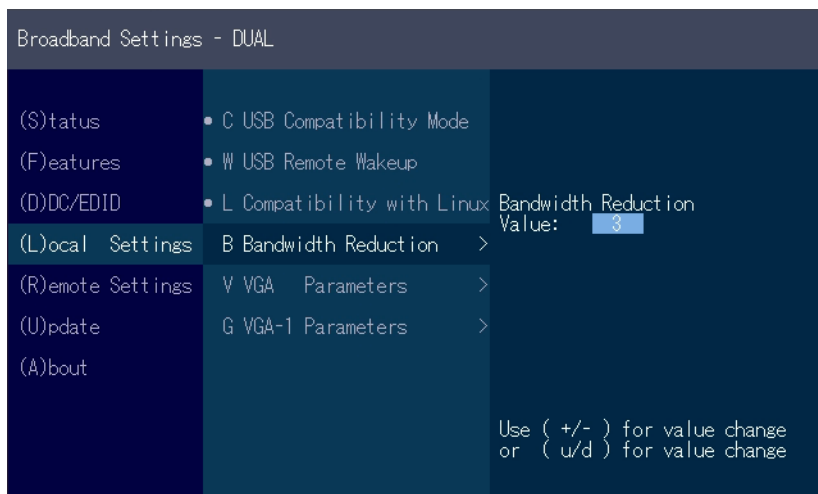 Broadband Settings - DUAL
(S)tatus
(F)eatures
(D)DC/EDID
(L)ocal Settings
(R)emote Settings
(U)pdate
(A)bout
• C USB Compatibility Mode
• W USB Remote Wakeup
• L Compatibility with Linux
B Bandwidth Reduction >
V VGA Parameters >
G VGA-1 Parameters >
Bandwidth Reduction
Value: 3
Use ( +/- ) for value change
or ( u/d ) for value change